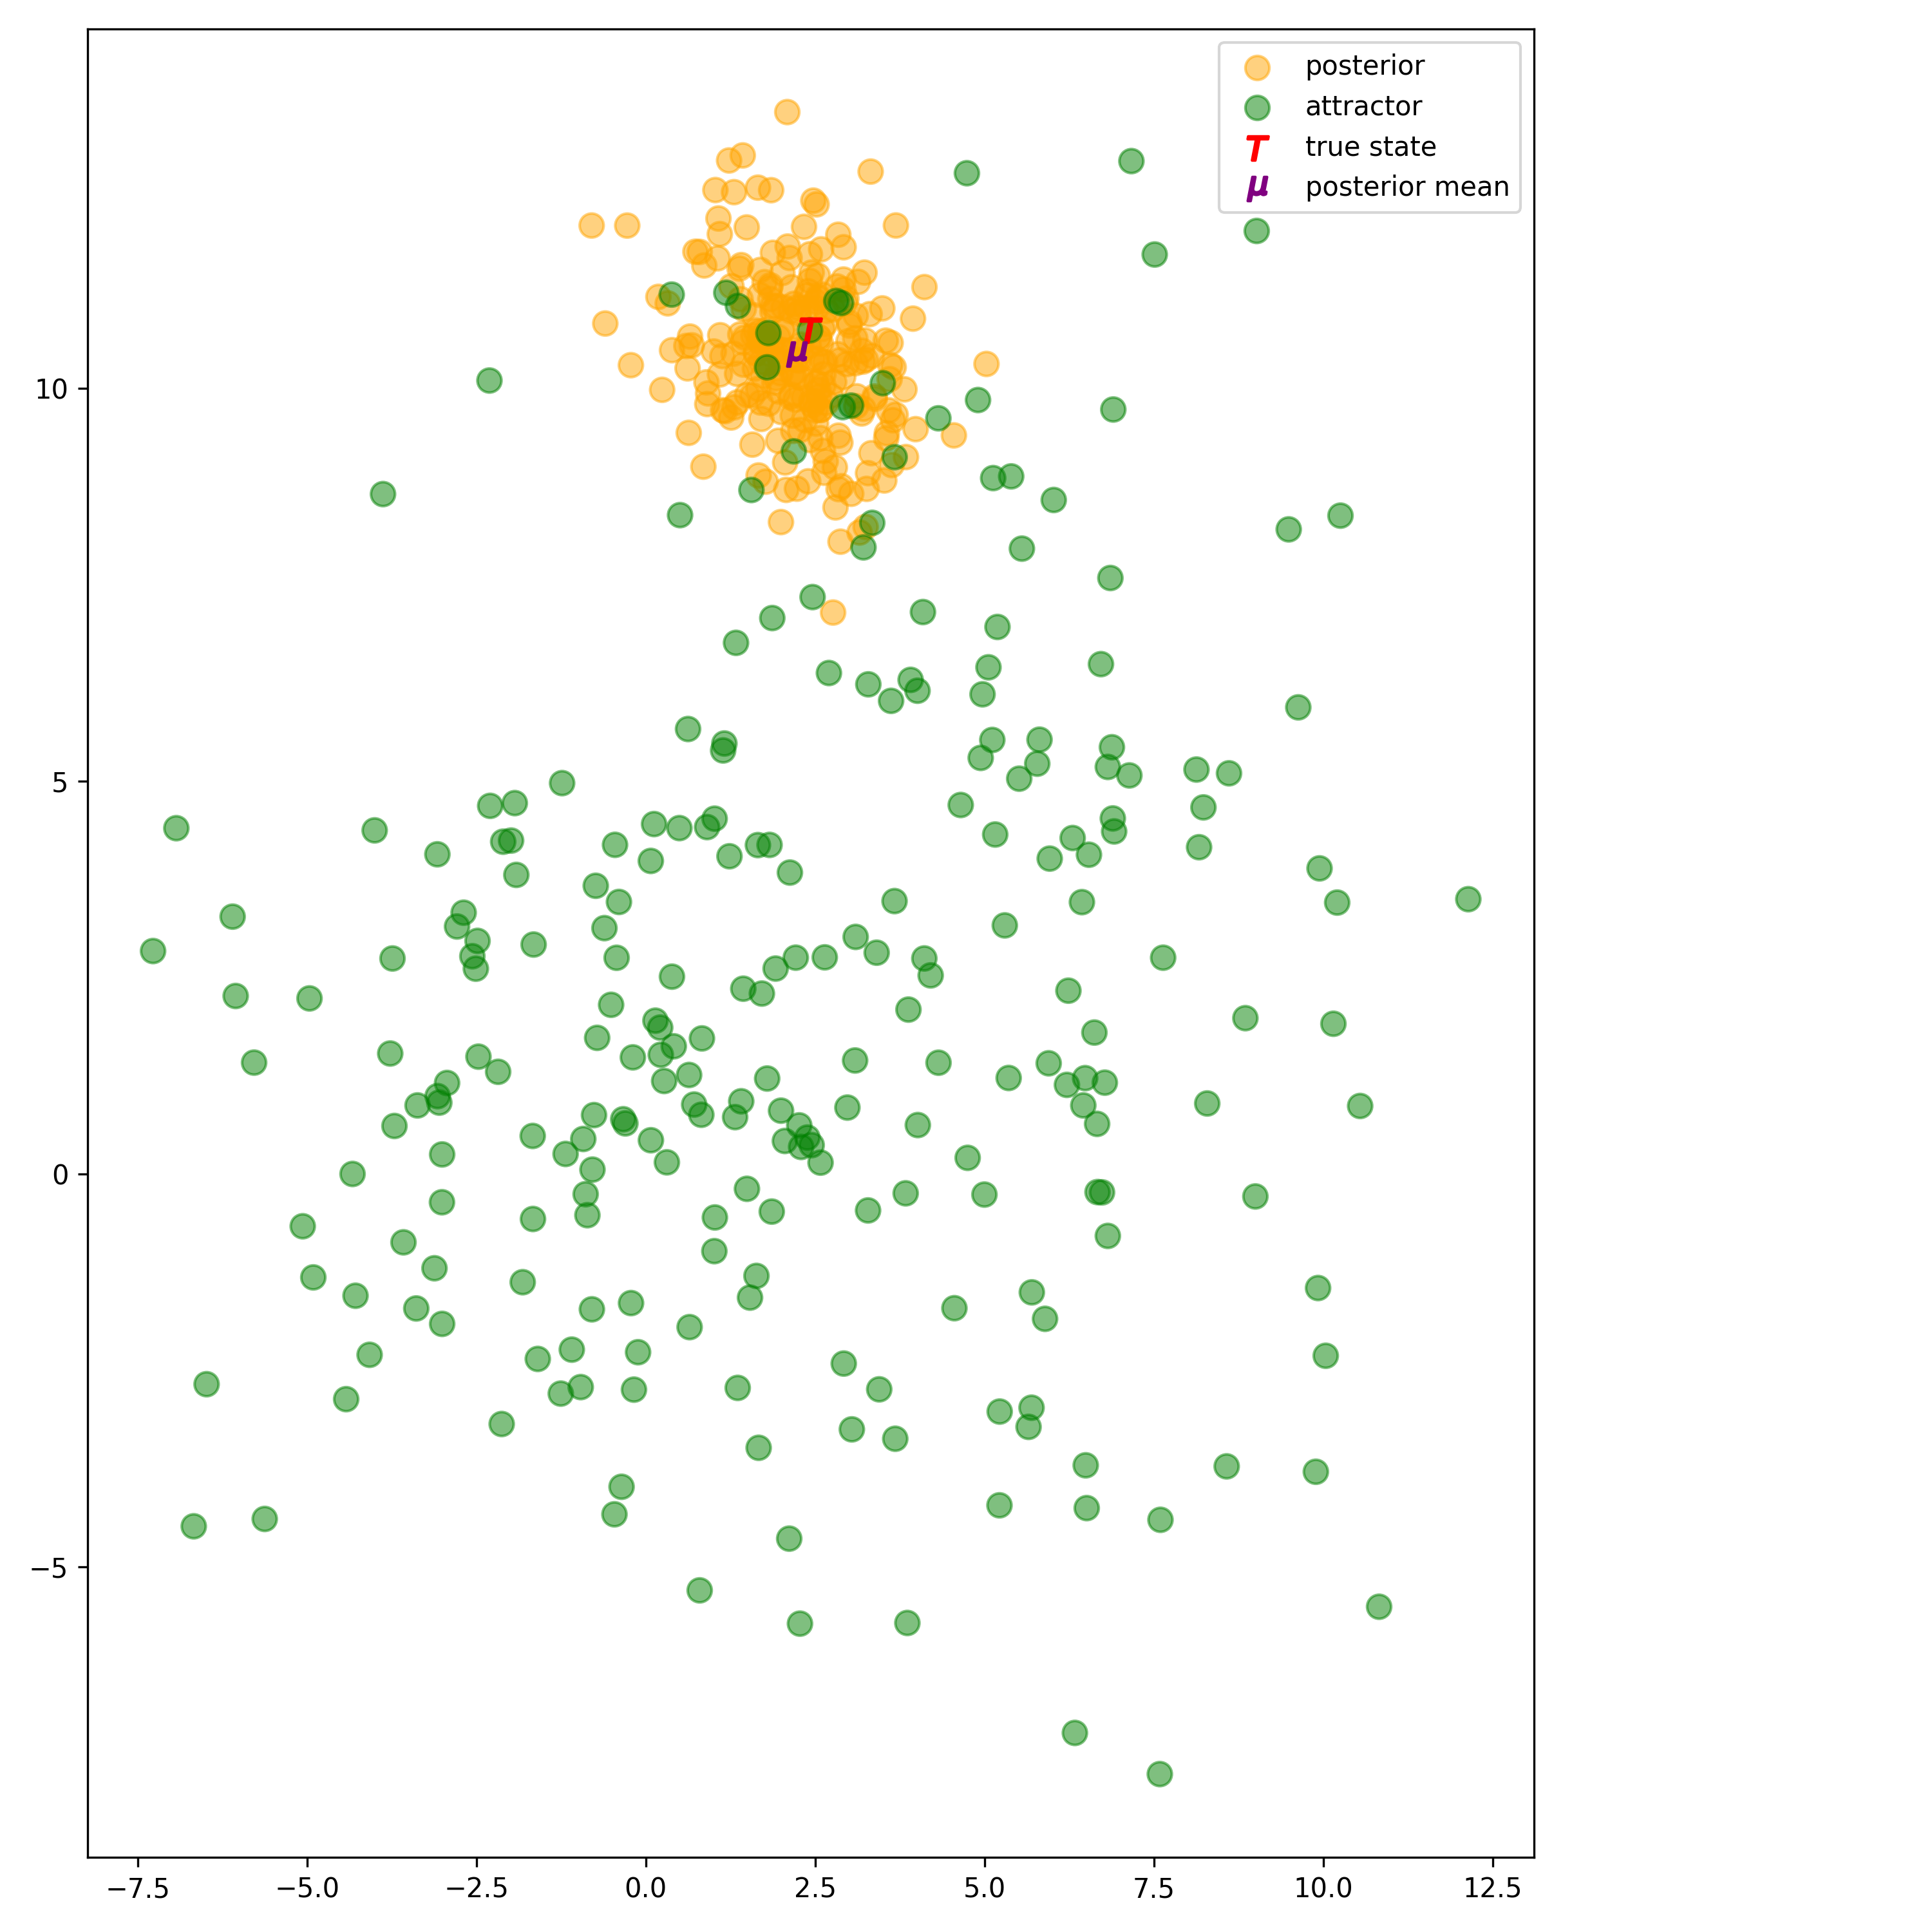 T posterior
attractor
T true state
μ posterior mean
T
μ
10
5
0
−5
−7.5 −5.0 −2.5 0.0 2.5 5.0 7.5 10.0 12.5